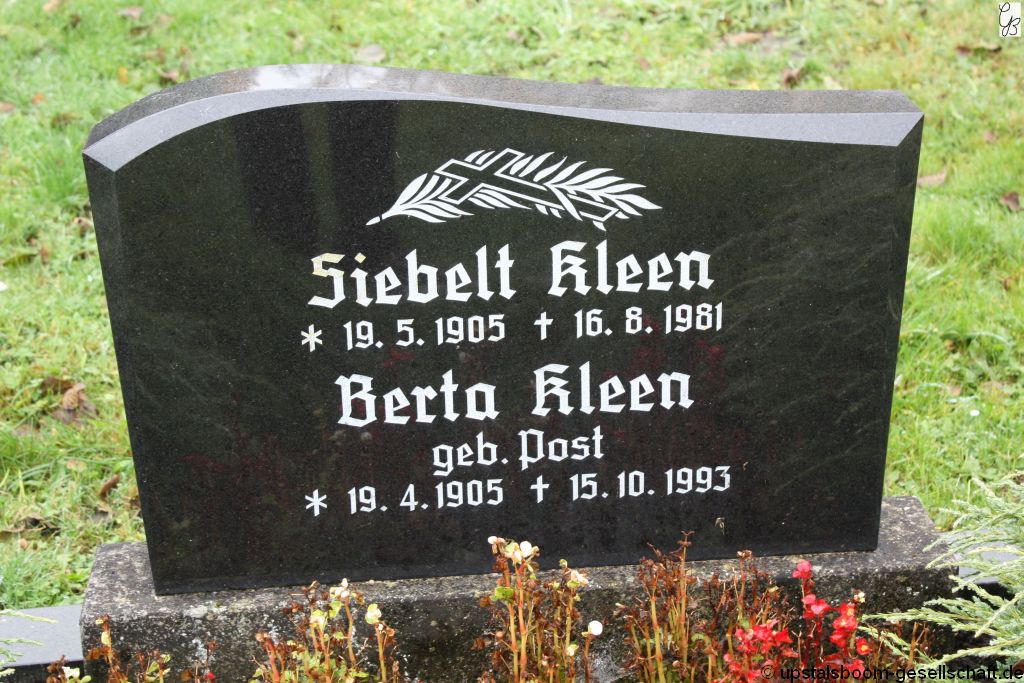 Siebelt Kleen
* 19. 5. 1905 † 16. 8. 1981
Berta Kleen
geb. Post
* 19. 4. 1905 † 15. 10. 1993
© upstalsboom-gesellschaft.de